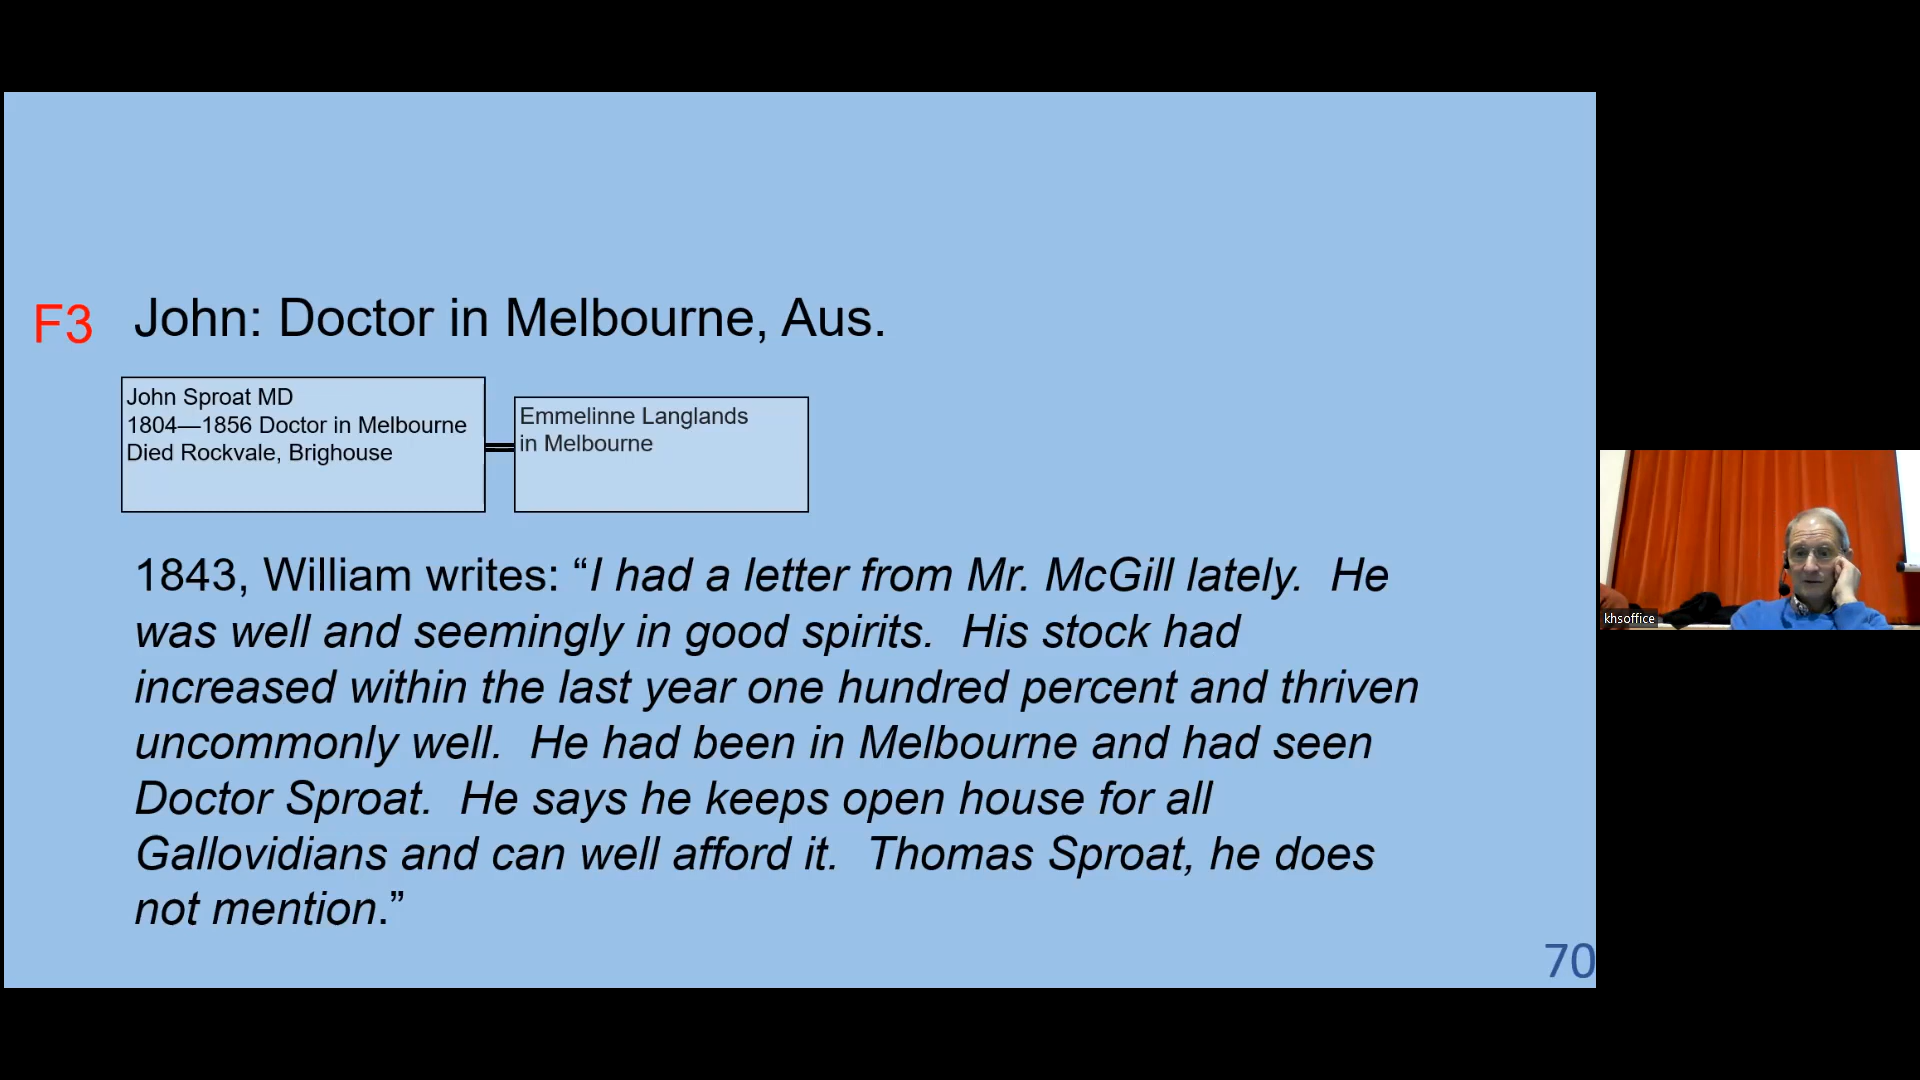 F3 John: Doctor in Melbourne, Aus.
John Sproat MD
1804—1856 Doctor in Melbourne
Died Rockvale, Brighouse
Emmelinne Langlands
in Melbourne
1843, William writes: “I had a letter from Mr. McGill lately.  He
was well and seemingly in good spirits.  His stock had
increased within the last year one hundred percent and thriven
uncommonly well.  He had been in Melbourne and had seen
Doctor Sproat.  He says he keeps open house for all
Gallovidians and can well afford it.  Thomas Sproat, he does
not mention.”
70
khsoffice